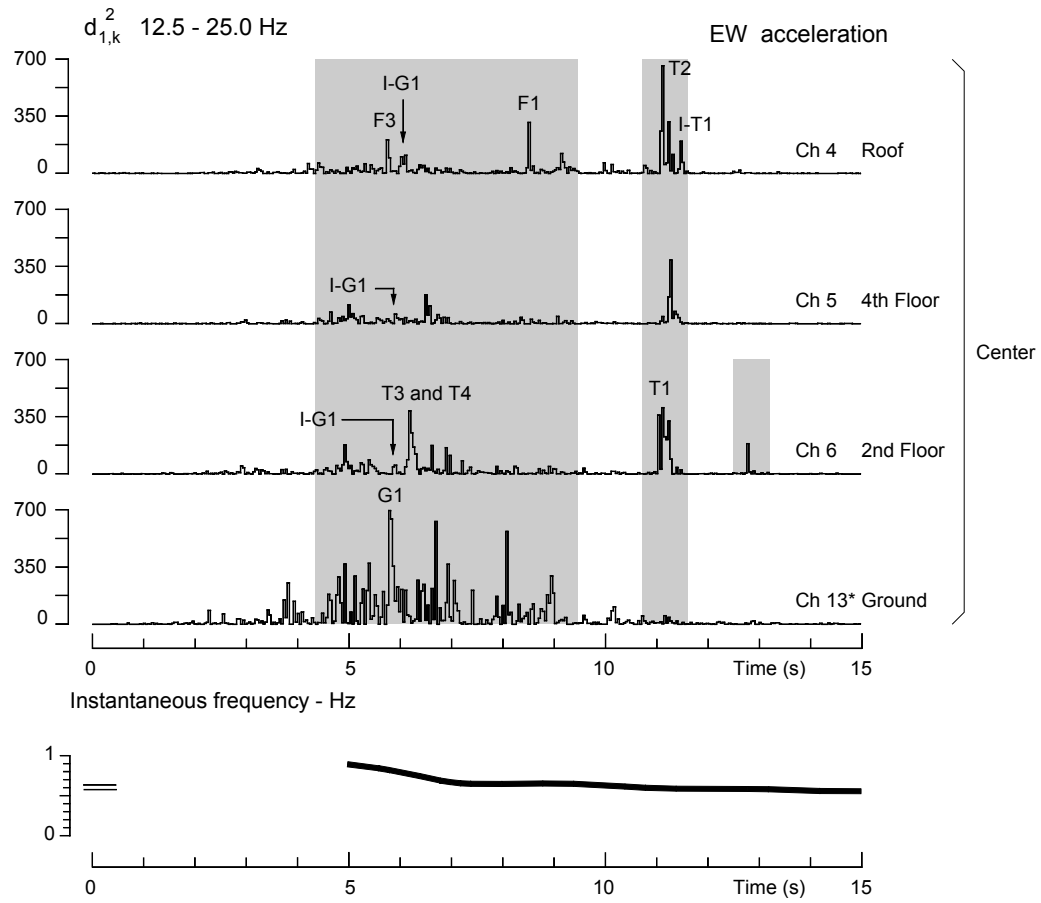 d²1,k 12.5 - 25.0 Hz
EW acceleration
700
350
0
F3
I-G1
F1
T2
I-T1
Ch 4 Roof
700
350
0
I-G1
Ch 5 4th Floor
Center
700
350
0
I-G1
T3 and T4
T1
Ch 6 2nd Floor
700
350
0
G1
Ch 13* Ground
0 5 10 Time (s) 15
Instantaneous frequency - Hz
1
0
0 5 10 Time (s) 15